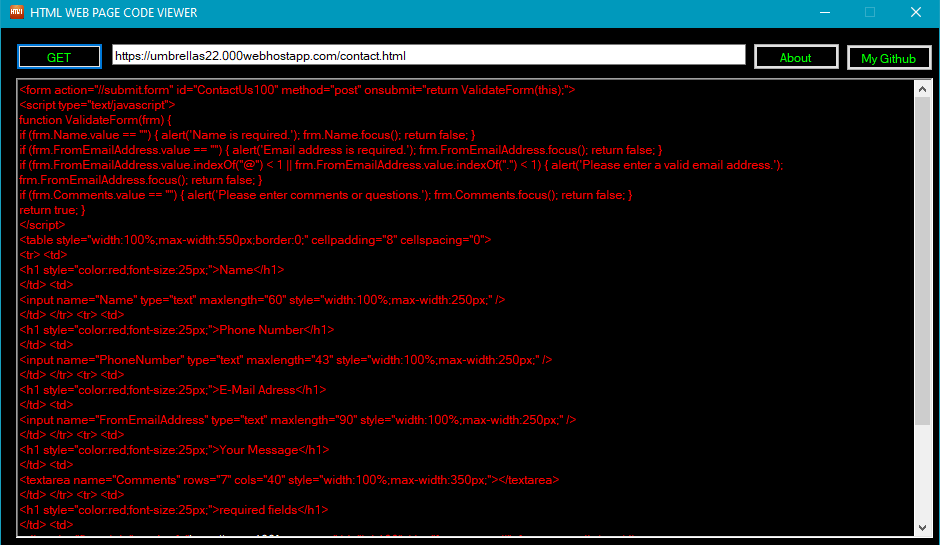 HTML WEB PAGE CODE VIEWER
GET
https://umbrellas22.000webhostapp.com/contact.html
About
My Github
<form action="//submit.form" id="ContactUs100" method="post" onsubmit="return ValidateForm(this);">
<script type="text/javascript">
function ValidateForm(frm) {
if (frm.Name.value == "") { alert('Name is required.'); frm.Name.focus(); return false; }
if (frm.FromEmailAddress.value == "") { alert('Email address is required.'); frm.FromEmailAddress.focus(); return false; }
if (frm.FromEmailAddress.value.indexOf("@") < 1 || frm.FromEmailAddress.value.indexOf(".") < 1) { alert('Please enter a valid email address.');
frm.FromEmailAddress.focus(); return false; }
if (frm.Comments.value == "") { alert('Please enter comments or questions.'); frm.Comments.focus(); return false; }
return true; }
</script>
<table style="width:100%;max-width:550px;border:0;" cellpadding="8" cellspacing="0">
<tr> <td>
<h1 style="color:red;font-size:25px;">Name</h1>
</td> <td>
<input name="Name" type="text" maxlength="60" style="width:100%;max-width:250px;" />
</td> </tr> <tr> <td>
<h1 style="color:red;font-size:25px;">Phone Number</h1>
</td> <td>
<input name="PhoneNumber" type="text" maxlength="43" style="width:100%;max-width:250px;" />
</td> </tr> <tr> <td>
<h1 style="color:red;font-size:25px;">E-Mail Adress</h1>
</td> <td>
<input name="FromEmailAddress" type="text" maxlength="90" style="width:100%;max-width:250px;" />
</td> </tr> <tr> <td>
<h1 style="color:red;font-size:25px;">Your Message</h1>
</td> <td>
<textarea name="Comments" rows="7" cols="40" style="width:100%;max-width:350px;"></textarea>
</td> </tr> <tr> <td>
<h1 style="color:red;font-size:25px;">required fields</h1>
</td> <td>